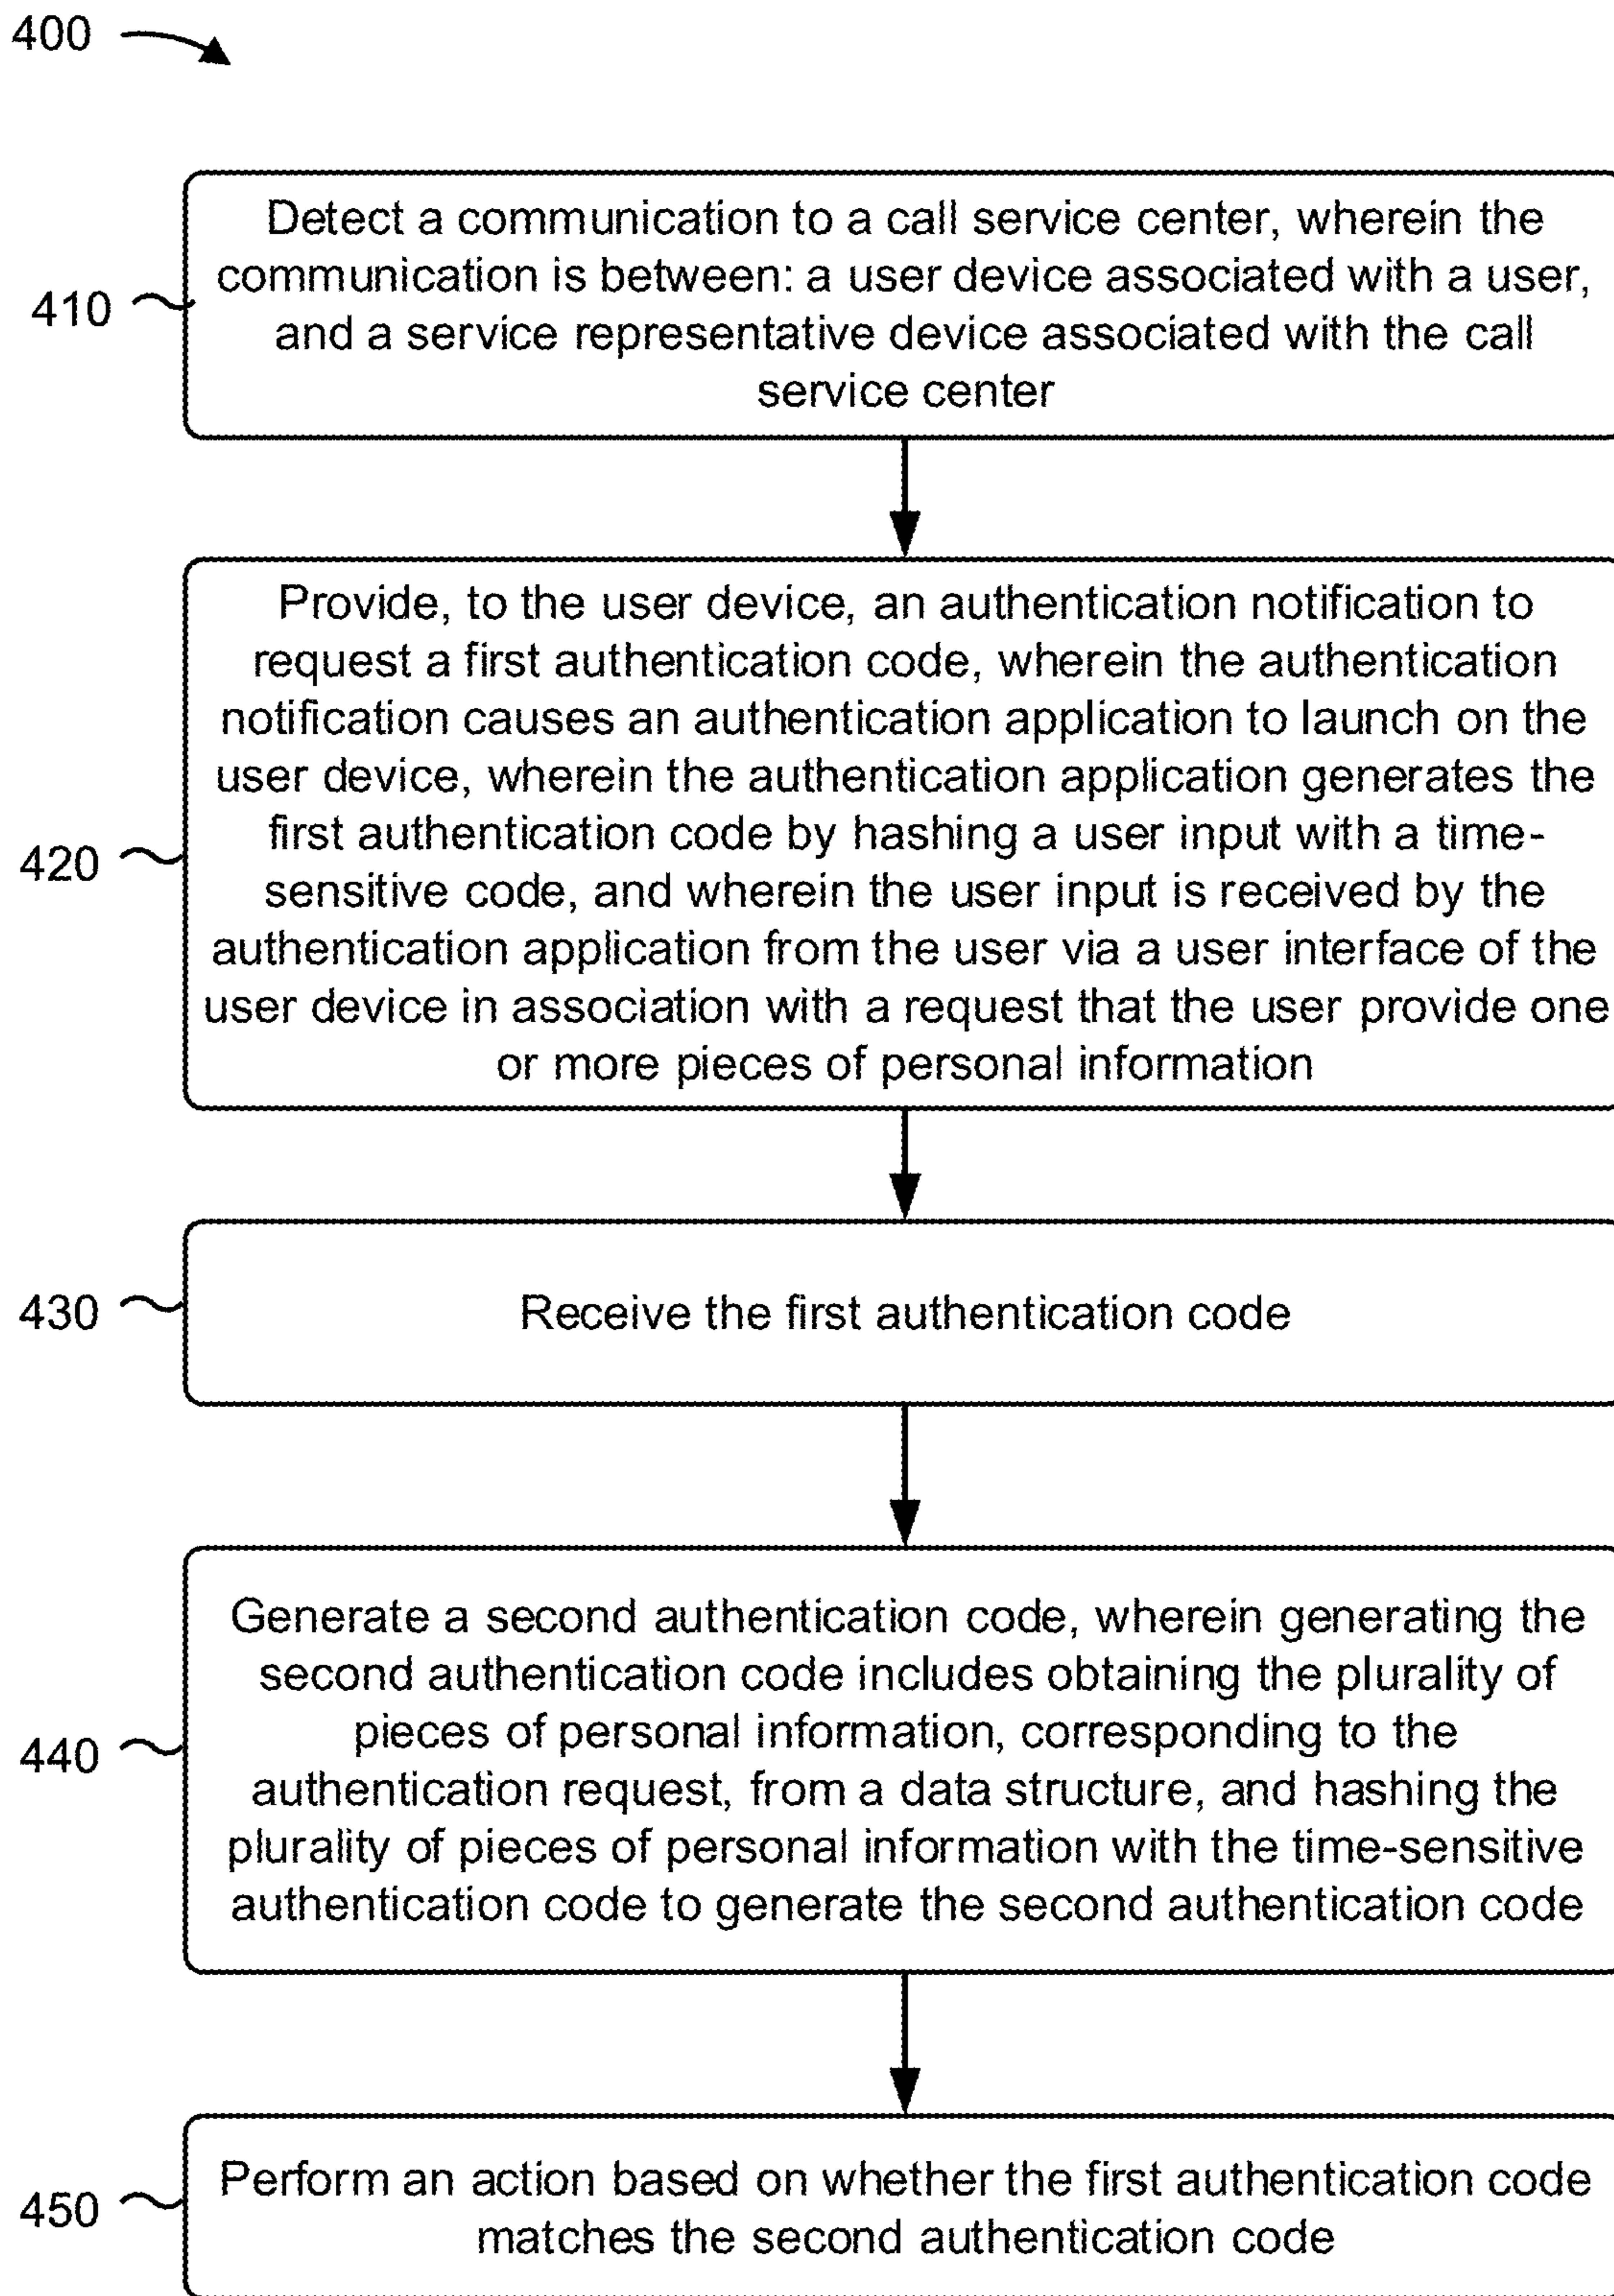 400
410
Detect a communication to a call service center, wherein the
communication is between: a user device associated with a user,
and a service representative device associated with the call
service center
420
Provide, to the user device, an authentication notification to
request a first authentication code, wherein the authentication
notification causes an authentication application to launch on the
user device, wherein the authentication application generates the
first authentication code by hashing a user input with a time-
sensitive code, and wherein the user input is received by the
authentication application from the user via a user interface of the
user device in association with a request that the user provide one
or more pieces of personal information
430
Receive the first authentication code
440
Generate a second authentication code, wherein generating the
second authentication code includes obtaining the plurality of
pieces of personal information, corresponding to the
authentication request, from a data structure, and hashing the
plurality of pieces of personal information with the time-sensitive
authentication code to generate the second authentication code
450
Perform an action based on whether the first authentication code
matches the second authentication code